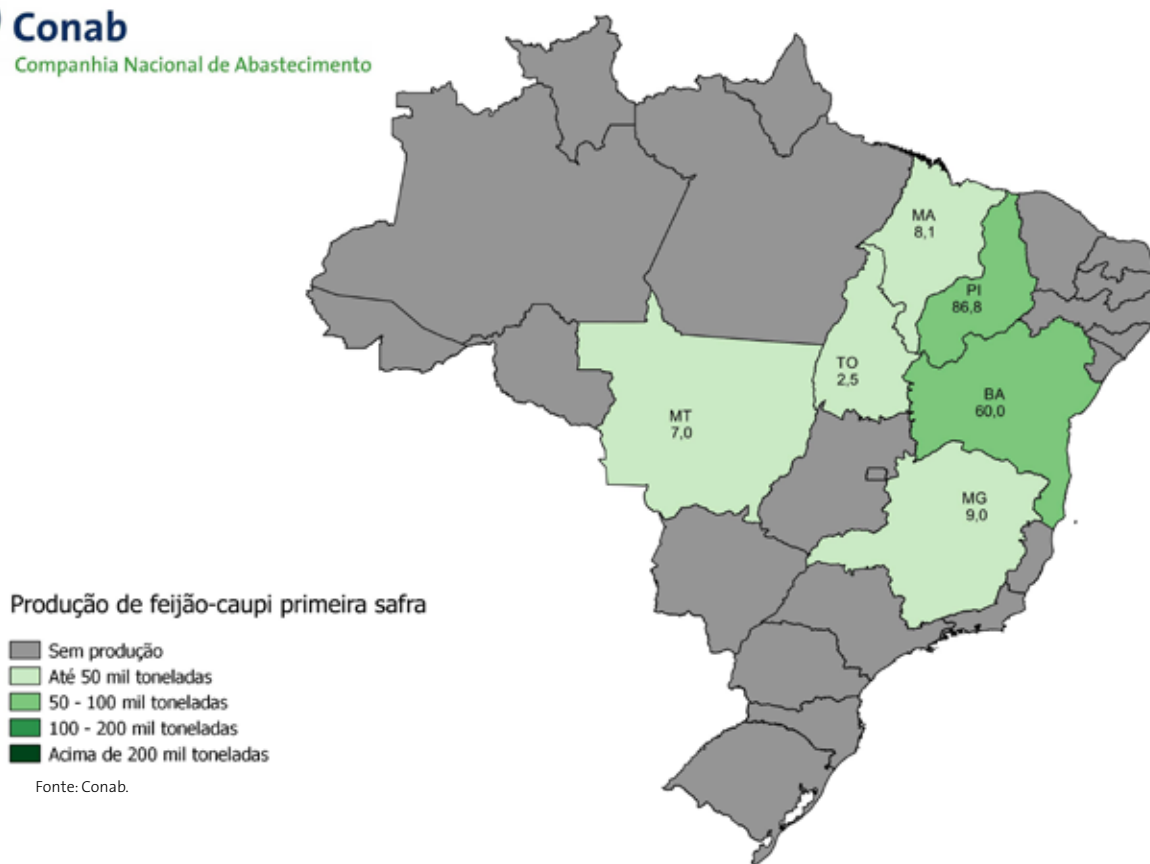 Conab
Companhia Nacional de Abastecimento
MA
8,1
PI
86,8
TO
2,5
BA
60,0
MT
7,0
MG
9,0
Produção de feijão-caupi primeira safra
Sem produção
Até 50 mil toneladas
50 - 100 mil toneladas
100 - 200 mil toneladas
Acima de 200 mil toneladas
Fonte: Conab.